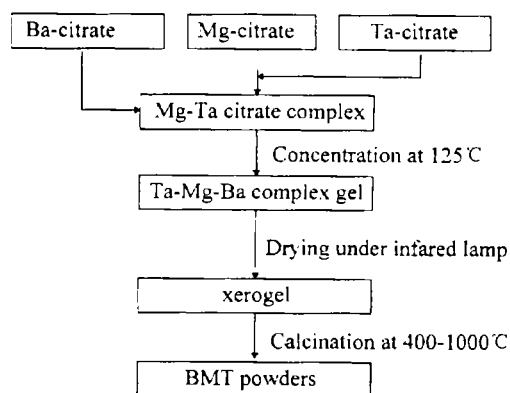 Ba-citrate Mg-citrate Ta-citrate
Mg-Ta citrate complex
Concentration at 125℃
Ta-Mg-Ba complex gel
Drying under infared lamp
xerogel
Calcination at 400-1000℃
BMT powders